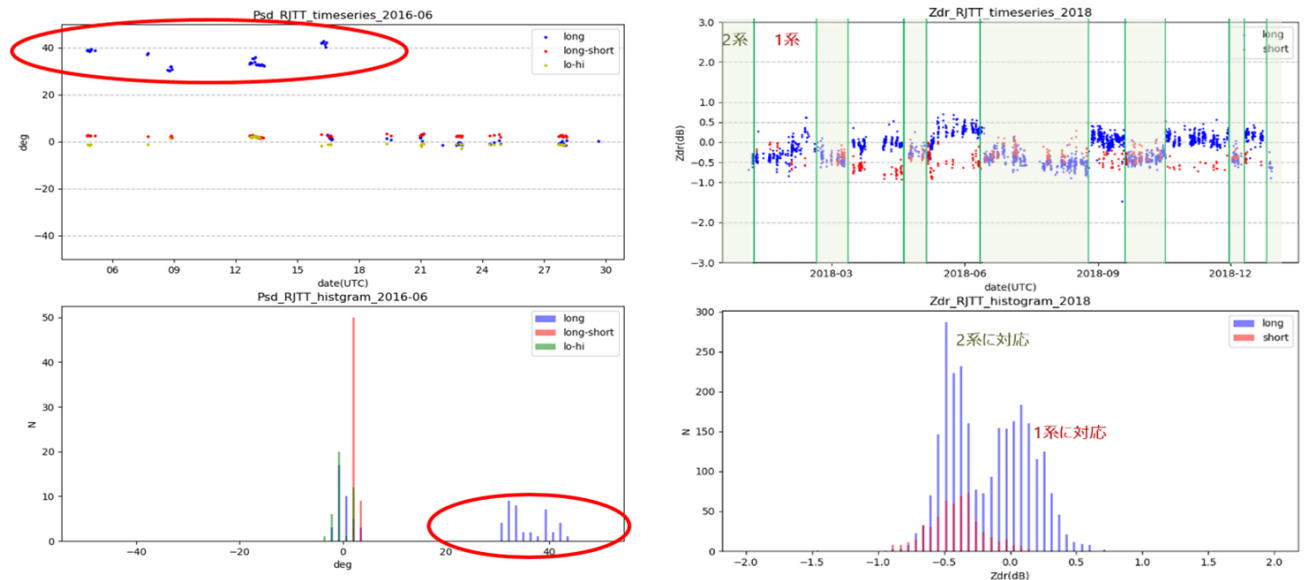 Psd_RJTT_timeseries_2016-06
long
long-short
lo-hi
40
20
0
−20
−40
deg
06
09
12
15
18
21
24
27
30
date(UTC)
Zdr_RJTT_timeseries_2018
2系
1系
long
short
3.0
2.0
1.0
0.5
0.0
−0.5
−1.0
−2.0
−3.0
Zdr(dB)
2018-03
2018-06
2018-09
2018-12
date(UTC)
Psd_RJTT_histgram_2016-06
long
long-short
lo-hi
50
40
30
20
10
0
N
−40
−20
0
20
40
deg
Zdr_RJTT_histogram_2018
long
short
2系に対応
1系に対応
300
250
200
150
100
50
0
N
−2.0
−1.5
−1.0
−0.5
0.0
0.5
1.0
1.5
2.0
Zdr(dB)